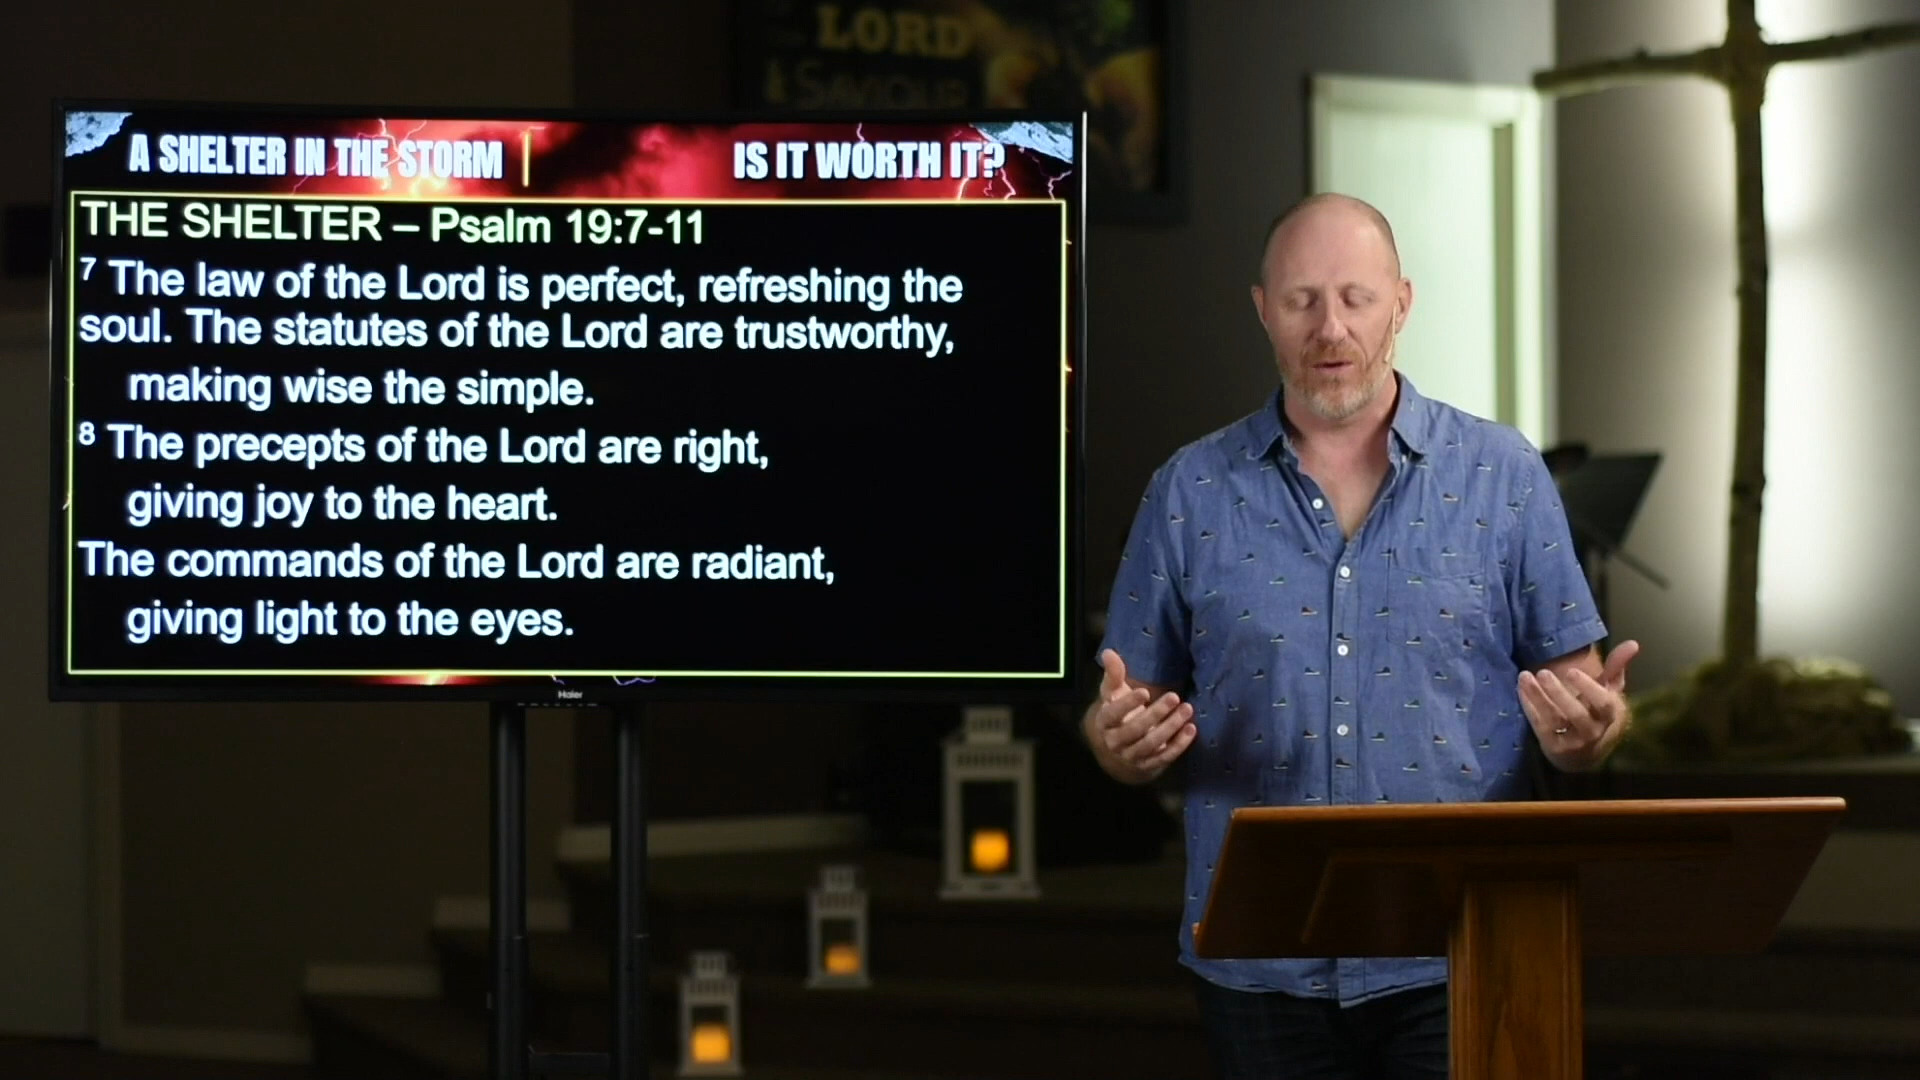 LORD
& SAVIOUR
A SHELTER IN THE STORM
IS IT WORTH IT?
THE SHELTER – Psalm 19:7-11
7 The law of the Lord is perfect, refreshing the
soul. The statutes of the Lord are trustworthy,
making wise the simple.
8 The precepts of the Lord are right,
giving joy to the heart.
The commands of the Lord are radiant,
giving light to the eyes.
Haier